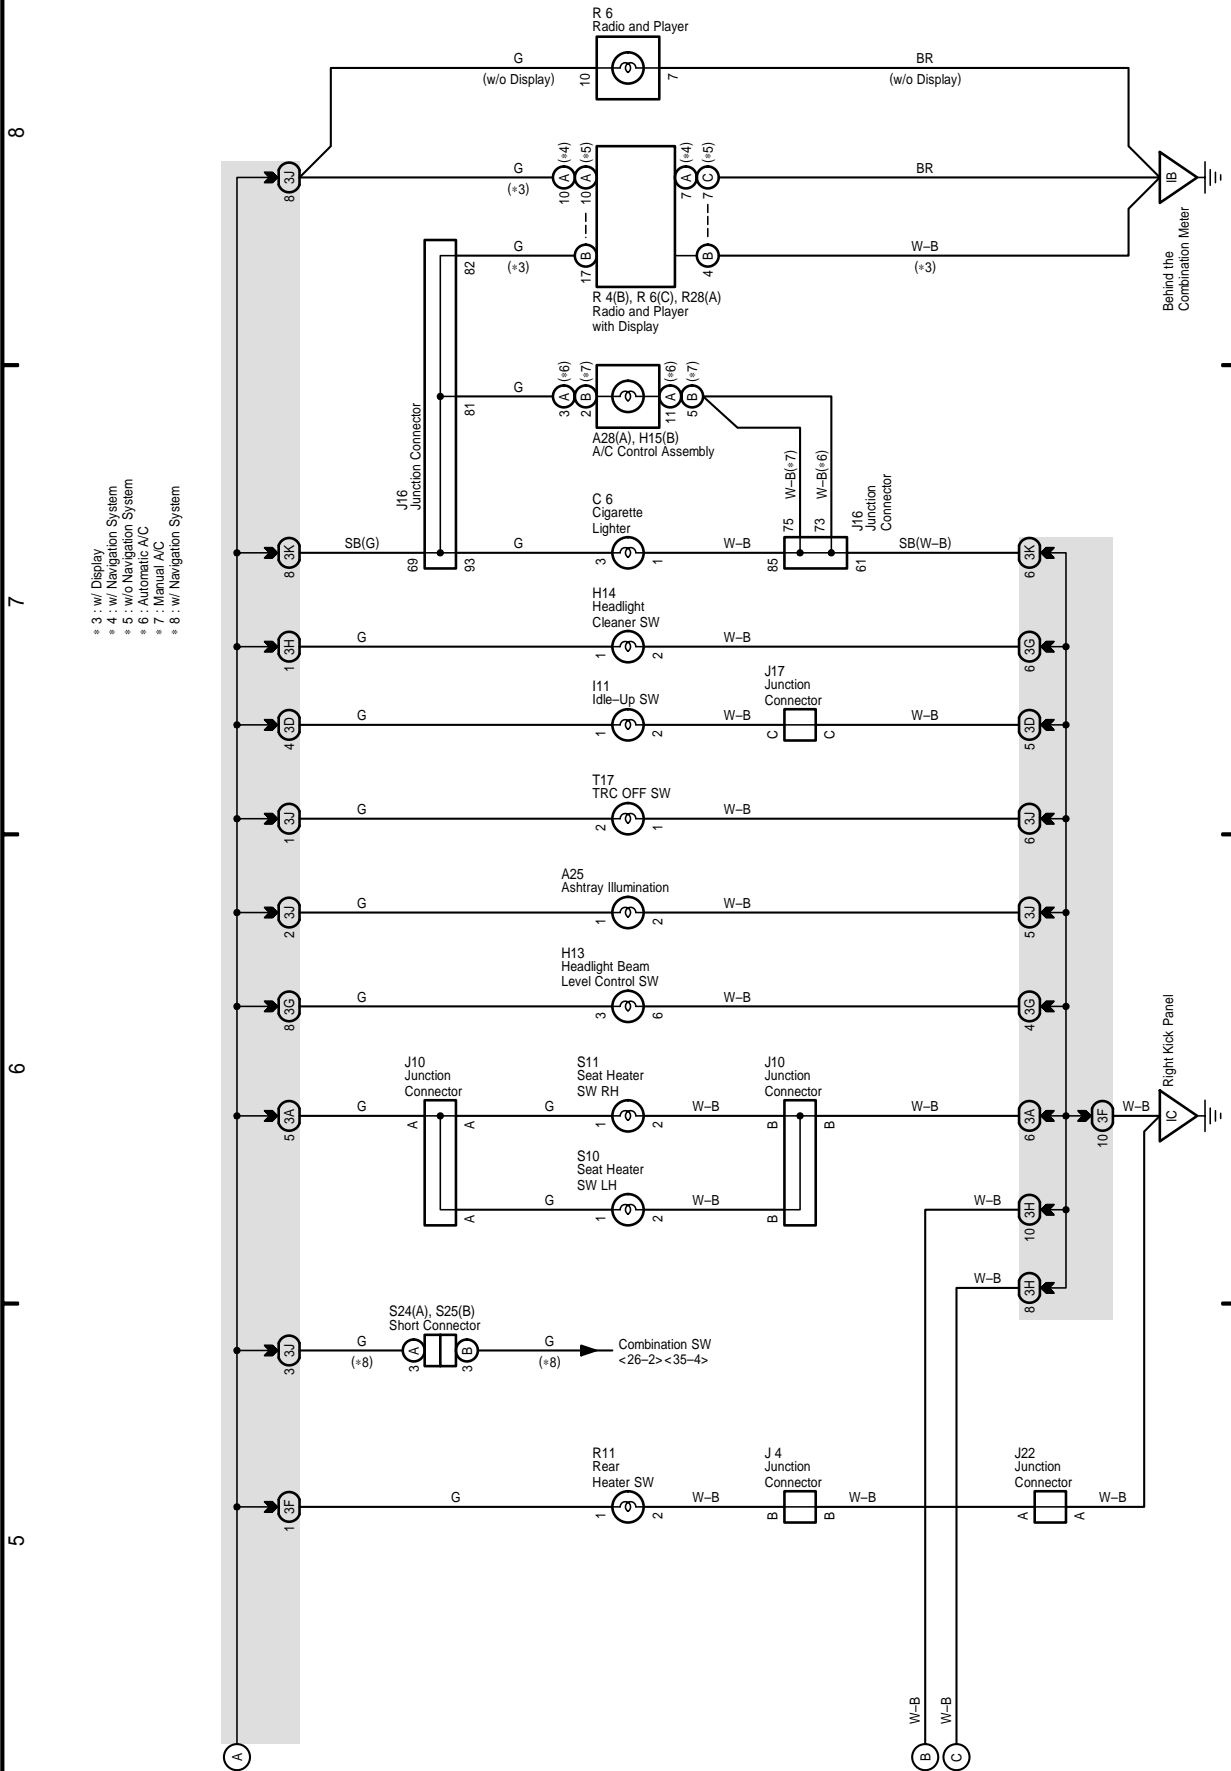 R 6
Radio and Player
G
(w/o Display)
10
7
BR
(w/o Display)
8
3J
8
G
(*3)
A (*4)
A (*5)
10
10
A (*4)
C (*5)
7
7
BR
IB
Behind the
Combination Meter
82
G
(*3)
B
17
B
4
W–B
(*3)
R 4(B), R 6(C), R28(A)
Radio and Player
with Display
J16
Junction Connector
81
G
A (*6)
B (*7)
3
2
A (*6)
B (*7)
11
5
A28(A), H15(B)
A/C Control Assembly
W–B(*7)
W–B(*6)
* 3 : w/ Display
* 4 : w/ Navigation System
* 5 : w/o Navigation System
* 6 : Automatic A/C
* 7 : Manual A/C
* 8 : w/ Navigation System
C 6
Cigarette
Lighter
75
73
J16
Junction
Connector
3K
8
SB(G)
69
93
G
3
1
W–B
85
61
SB(W–B)
3K
6
7
H14
Headlight
Cleaner SW
3H
1
G
1
2
W–B
3G
6
I11
Idle–Up SW
J17
Junction
Connector
3D
4
G
1
2
W–B
C
C
W–B
3D
5
T17
TRC OFF SW
3J
1
G
2
1
W–B
3J
6
A25
Ashtray Illumination
3J
2
G
1
2
W–B
3J
5
H13
Headlight Beam
Level Control SW
3G
8
G
3
6
W–B
3G
4
6
J10
Junction
Connector
S11
Seat Heater
SW RH
J10
Junction
Connector
Right Kick Panel
3A
5
G
A
A
G
1
2
W–B
B
B
W–B
3A
6
3F
10
W–B
IC
S10
Seat Heater
SW LH
A
G
1
2
W–B
B
W–B
3H
10
W–B
3H
8
S24(A), S25(B)
Short Connector
3J
3
G
(*8)
A
3
B
3
G
(*8)
Combination SW
<26–2><35–4>
R11
Rear
Heater SW
J 4
Junction
Connector
J22
Junction
Connector
3F
1
G
1
2
W–B
B
B
W–B
A
A
W–B
5
W–B
W–B
A
B
C